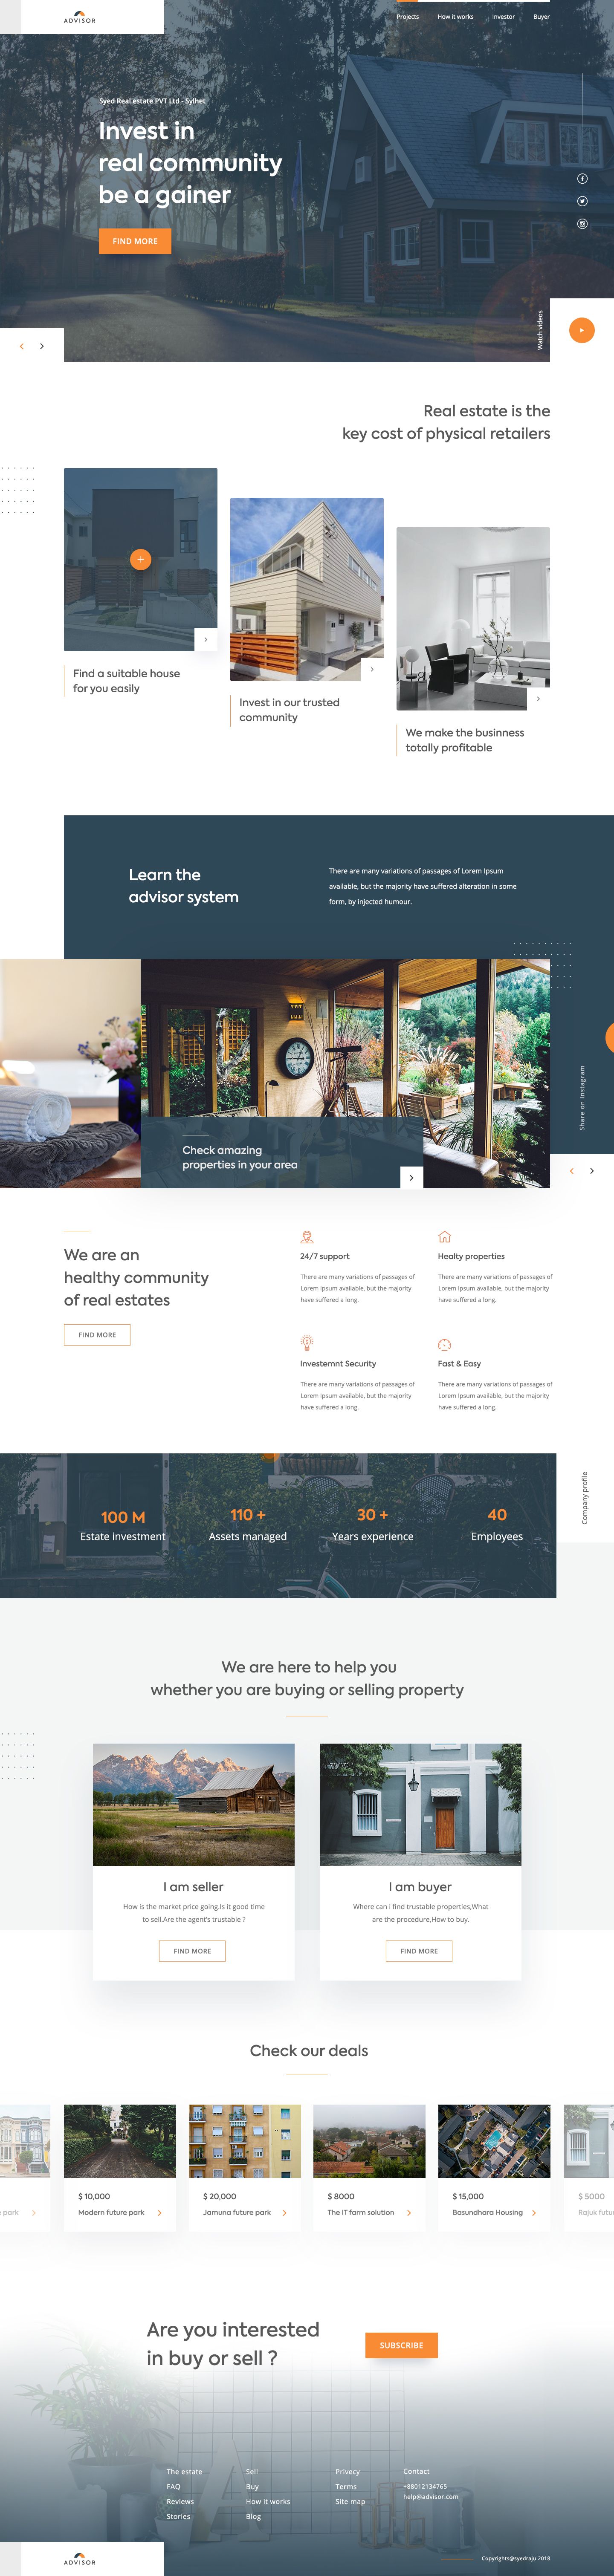 ADVISOR
Projects
How it works
Investor
Buyer
Syed Real estate PVT Ltd - Sylhet
Invest in
real community
be a gainer
FIND MORE
Watch videos
Real estate is the
key cost of physical retailers
Find a suitable house
for you easily
Invest in our trusted
community
We make the businness
totally profitable
Learn the
advisor system
There are many variations of passages of Lorem Ipsum
available, but the majority have suffered alteration in some
form, by injected humour.
Share on Instagram
Check amazing
properties in your area
We are an
healthy community
of real estates
FIND MORE
24/7 support
There are many variations of passages of
Lorem Ipsum available, but the majority
have suffered a long.
Healty properties
There are many variations of passages of
Lorem Ipsum available, but the majority
have suffered a long.
Investemnt Security
There are many variations of passages of
Lorem Ipsum available, but the majority
have suffered a long.
Fast & Easy
There are many variations of passages of
Lorem Ipsum available, but the majority
have suffered a long.
Company profile
100 M
Estate investment
110 +
Assets managed
30 +
Years experience
40
Employees
We are here to help you
whether you are buying or selling property
I am seller
How is the market price going,Is it good time
to sell.Are the agent's trustable ?
FIND MORE
I am buyer
Where can i find trustable properties,What
are the procedure,How to buy.
FIND MORE
Check our deals
park
$ 10,000
Modern future park
$ 20,000
Jamuna future park
$ 8000
The IT farm solution
$ 15,000
Basundhara Housing
$ 5000
Rajuk futu
Are you interested
in buy or sell ?
SUBSCRIBE
The estate
FAQ
Reviews
Stories
Sell
Buy
How it works
Blog
Privecy
Terms
Site map
Contact
+88012134765
help@advisor.com
ADVISOR
Copyrights@syedraju 2018